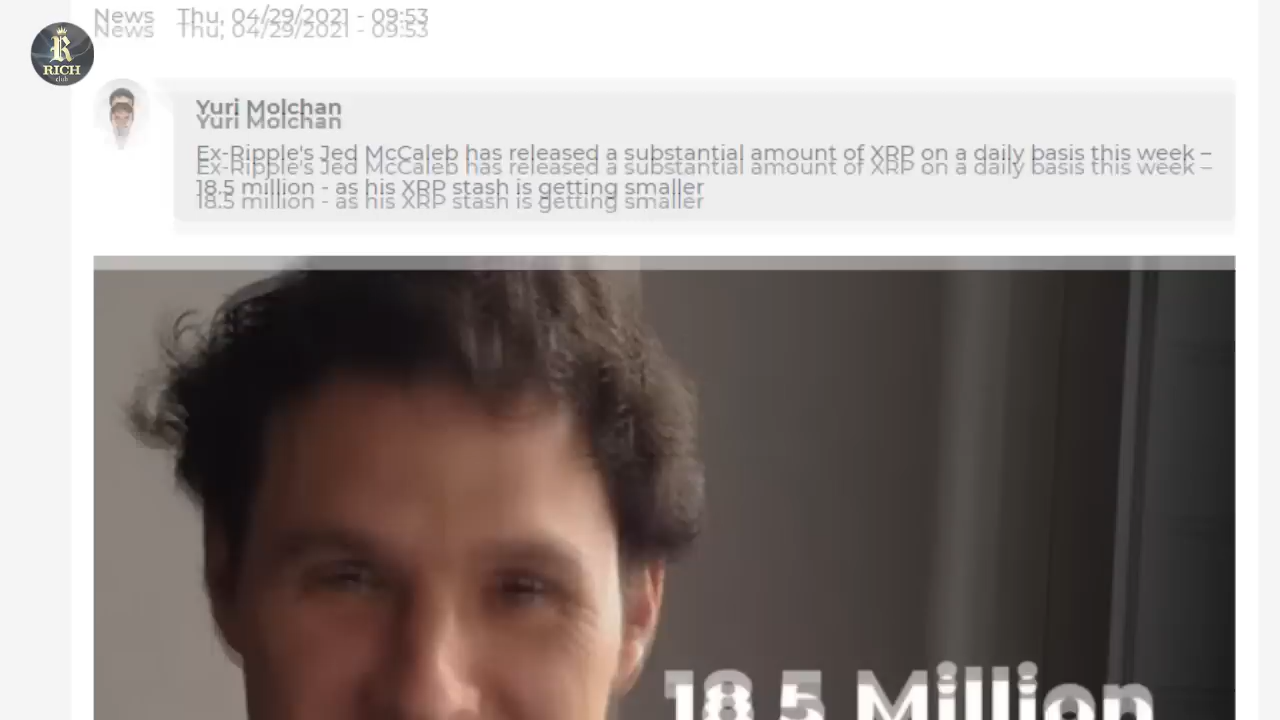 News Thu, 04/29/2021 - 09:53
RICH
club
Yuri Molchan
Ex-Ripple's Jed McCaleb has released a substantial amount of XRP on a daily basis this week –
18.5 million - as his XRP stash is getting smaller
18.5 Million